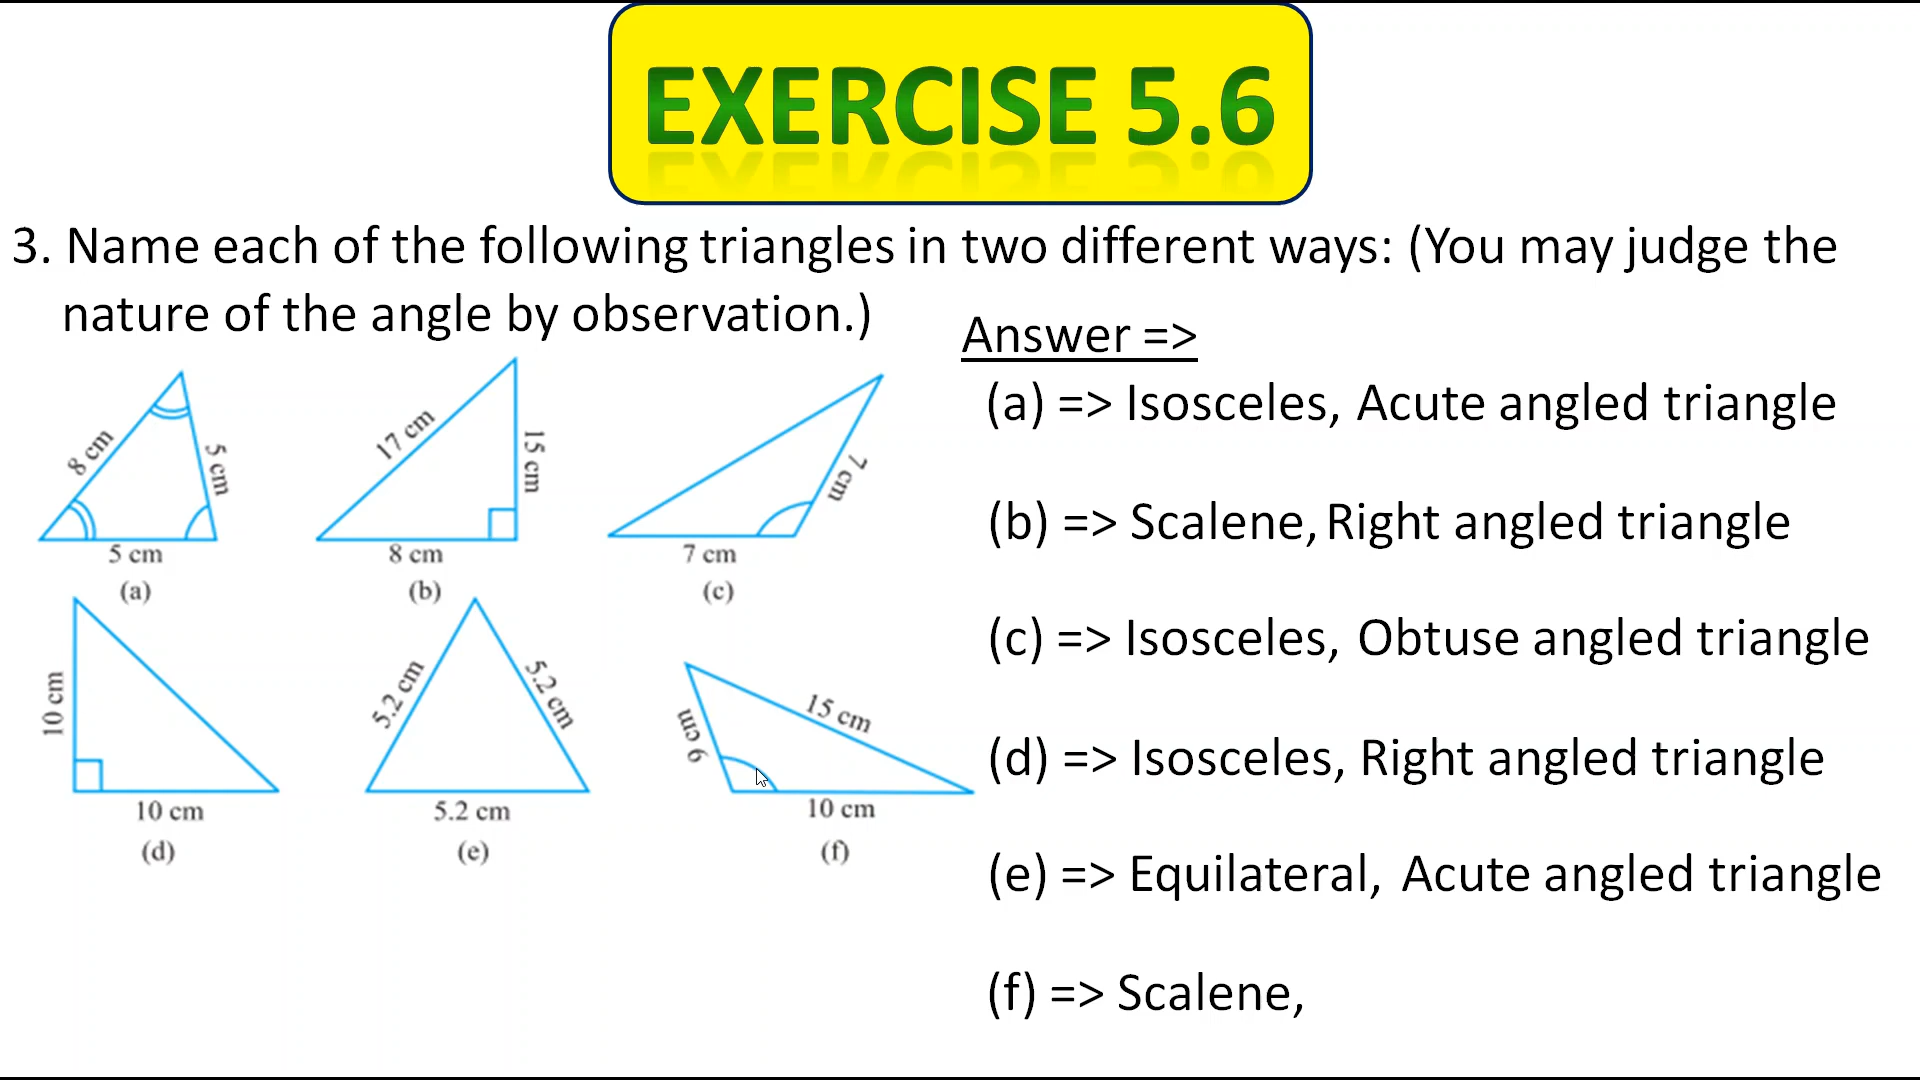 EXERCISE 5.6
3. Name each of the following triangles in two different ways: (You may judge the
nature of the angle by observation.)
Answer =>
8 cm
5 cm
5 cm
(a)
17 cm
15 cm
8 cm
(b)
7 cm
7 cm
(c)
10 cm
10 cm
(d)
5.2 cm
5.2 cm
5.2 cm
(e)
9 cm
15 cm
10 cm
(f)
(a) => Isosceles, Acute angled triangle
(b) => Scalene, Right angled triangle
(c) => Isosceles, Obtuse angled triangle
(d) => Isosceles, Right angled triangle
(e) => Equilateral, Acute angled triangle
(f) => Scalene,